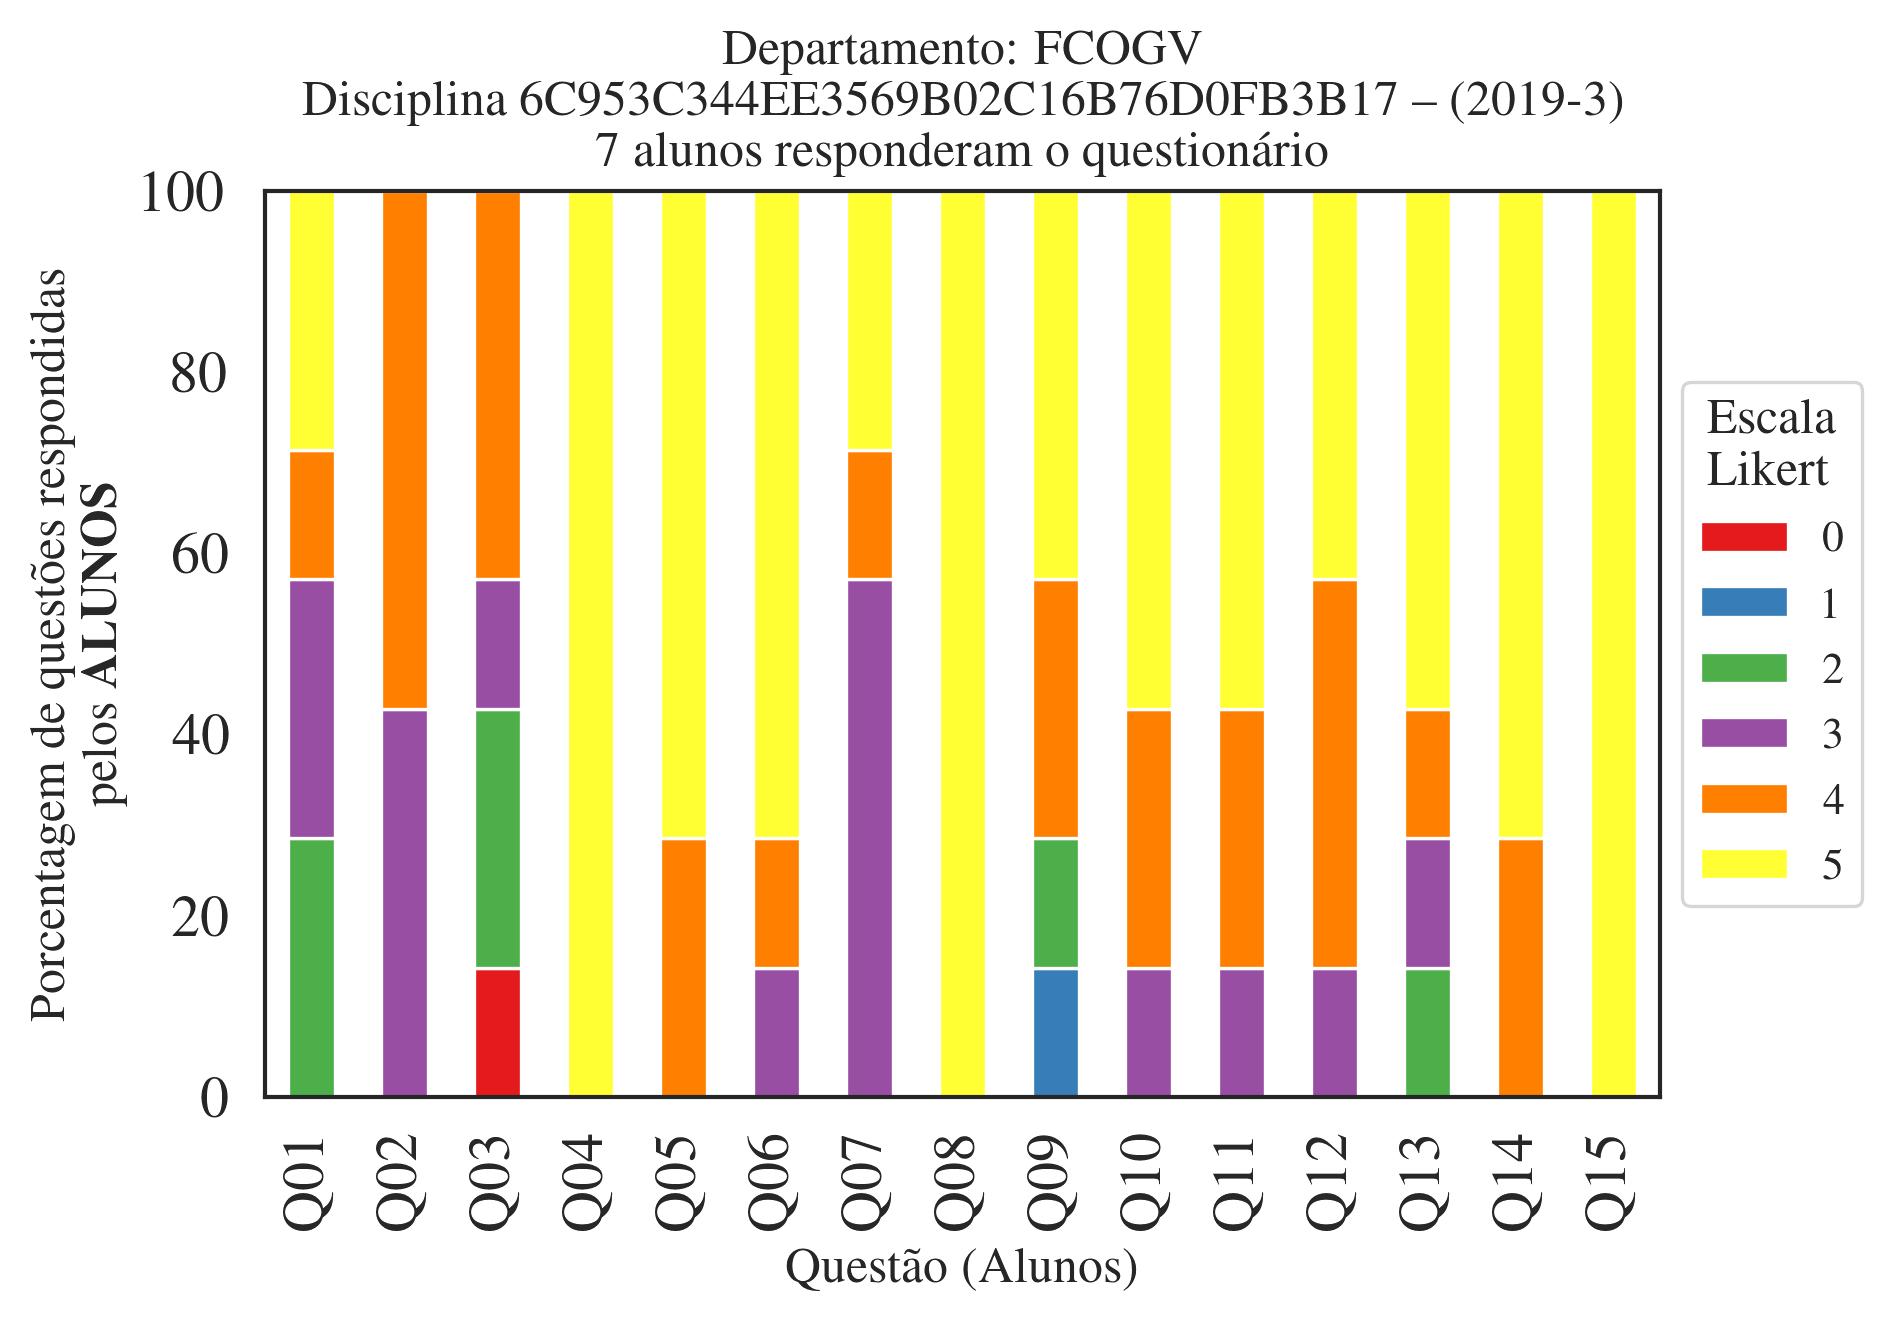 Departamento: FCOGV
Disciplina 6C953C344EE3569B02C16B76D0FB3B17 – (2019-3)
7 alunos responderam o questionário
Porcentagem de questões respondidas
pelos ALUNOS
100
80
60
40
20
0
Q01
Q02
Q03
Q04
Q05
Q06
Q07
Q08
Q09
Q10
Q11
Q12
Q13
Q14
Q15
Questão (Alunos)
Escala
Likert
0
1
2
3
4
5